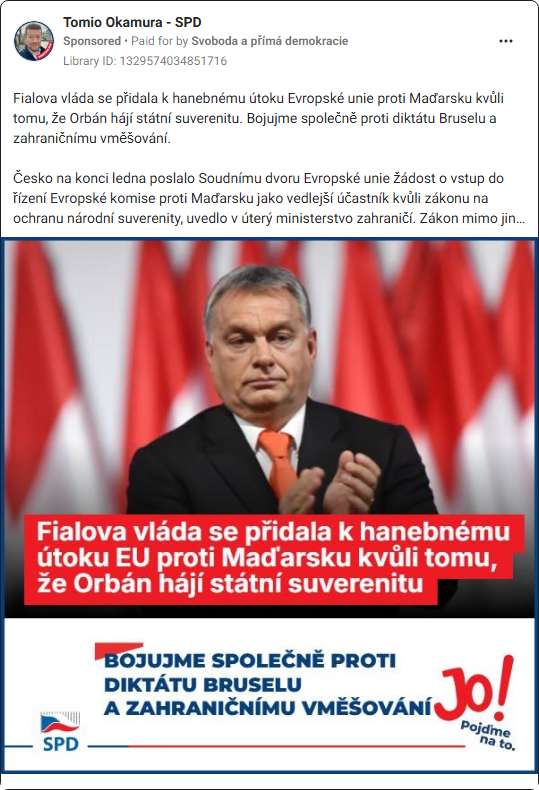 Tomio Okamura - SPD
Sponsored • Paid for by Svoboda a přímá demokracie
Library ID: 1329574034851716
Fialova vláda se přidala k hanebnému útoku Evropské unie proti Maďarsku kvůli
tomu, že Orbán hájí státní suverenitu. Bojujme společně proti diktátu Bruselu a
zahraničnímu vměšování.
Česko na konci ledna poslalo Soudnímu dvoru Evropské unie žádost o vstup do
řízení Evropské komise proti Maďarsku jako vedlejší účastník kvůli zákonu na
ochranu národní suverenity, uvedlo v úterý ministerstvo zahraničí. Zákon mimo jin...
Fialova vláda se přidala k hanebnému
útoku EU proti Maďarsku kvůli tomu,
že Orbán hájí státní suverenitu
BOJUJME SPOLEČNĚ PROTI
DIKTÁTU BRUSELU
A ZAHRANIČNÍMU VMĚŠOVÁNÍ
Jo!
Pojďme
na to.
SPD